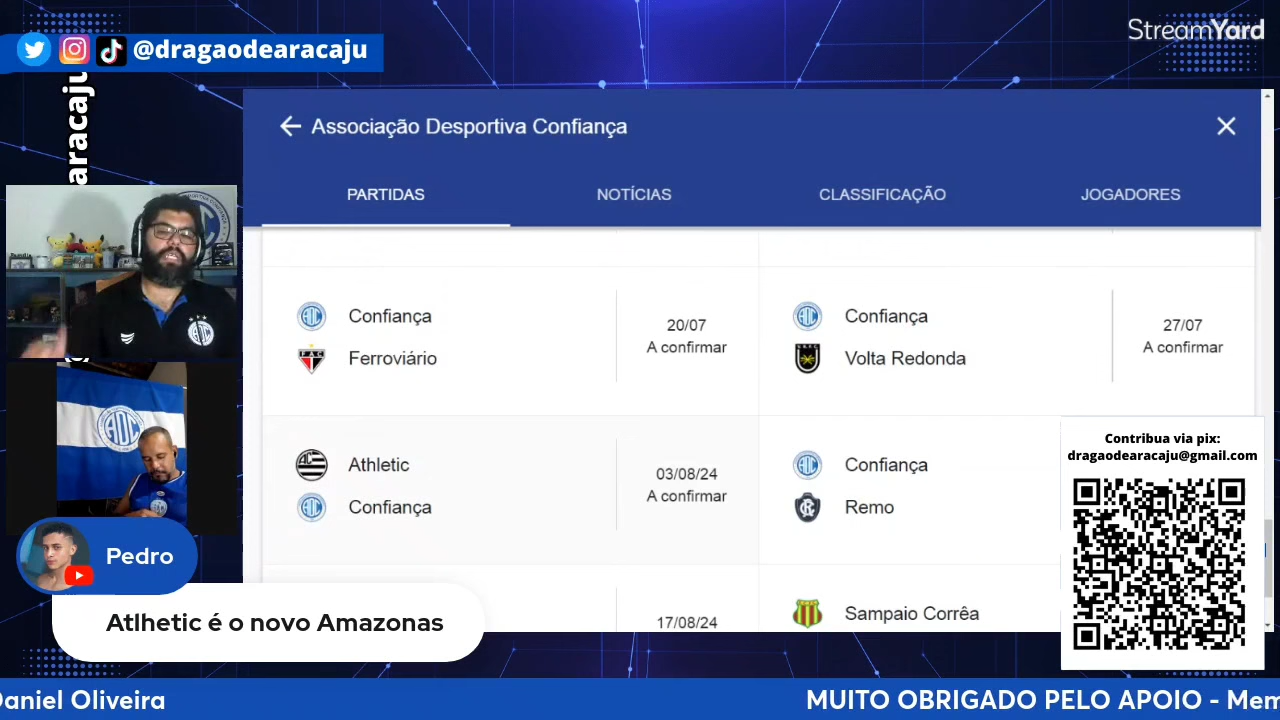 @dragaodearacaju
StreamYard
aracaju
Associação Desportiva Confiança
PARTIDAS
NOTÍCIAS
CLASSIFICAÇÃO
JOGADORES
Confiança
Ferroviário
20/07
A confirmar
Confiança
Volta Redonda
27/07
A confirmar
Athletic
Confiança
03/08/24
A confirmar
Confiança
Remo
17/08/24
Sampaio Corrêa
Contribua via pix:
dragaodearacaju@gmail.com
Pedro
Atlhetic é o novo Amazonas
Daniel Oliveira
MUITO OBRIGADO PELO APOIO - Mem